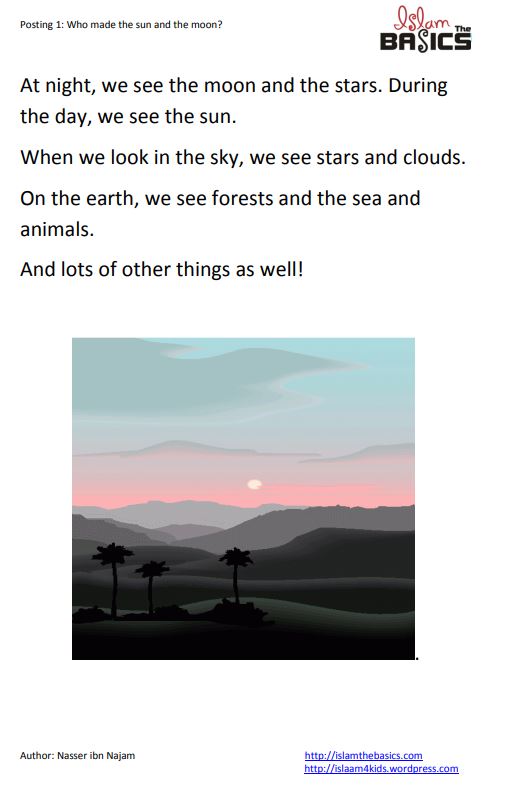 Posting 1: Who made the sun and the moon?
Islam The
BASICS
At night, we see the moon and the stars. During
the day, we see the sun.
When we look in the sky, we see stars and clouds.
On the earth, we see forests and the sea and
animals.
And lots of other things as well!
.
Author: Nasser ibn Najam
http://islamthebasics.com
http://islaam4kids.wordpress.com